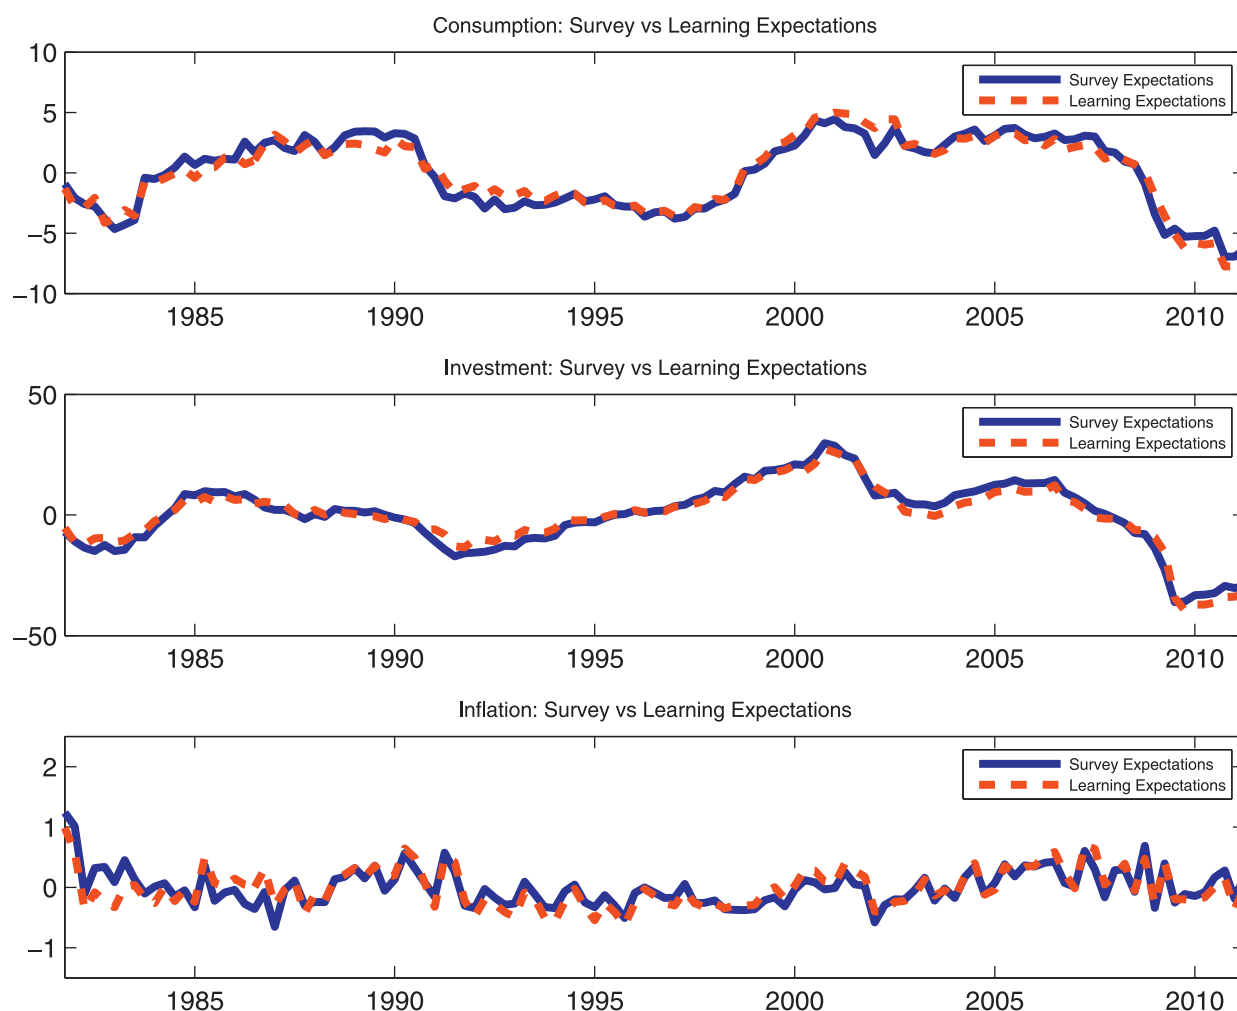 Consumption: Survey vs Learning Expectations
10
5
0
−5
−10
Survey Expectations
Learning Expectations
1985 1990 1995 2000 2005 2010
Investment: Survey vs Learning Expectations
50
0
−50
Survey Expectations
Learning Expectations
1985 1990 1995 2000 2005 2010
Inflation: Survey vs Learning Expectations
2
1
0
−1
Survey Expectations
Learning Expectations
1985 1990 1995 2000 2005 2010